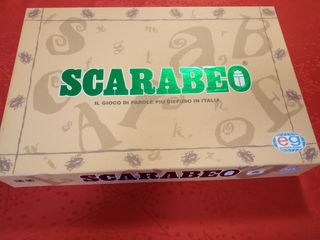 SCARABEO
IL GIOCO DI PAROLE PIÙ DIFFUSO IN ITALIA
eg
SCARABEO